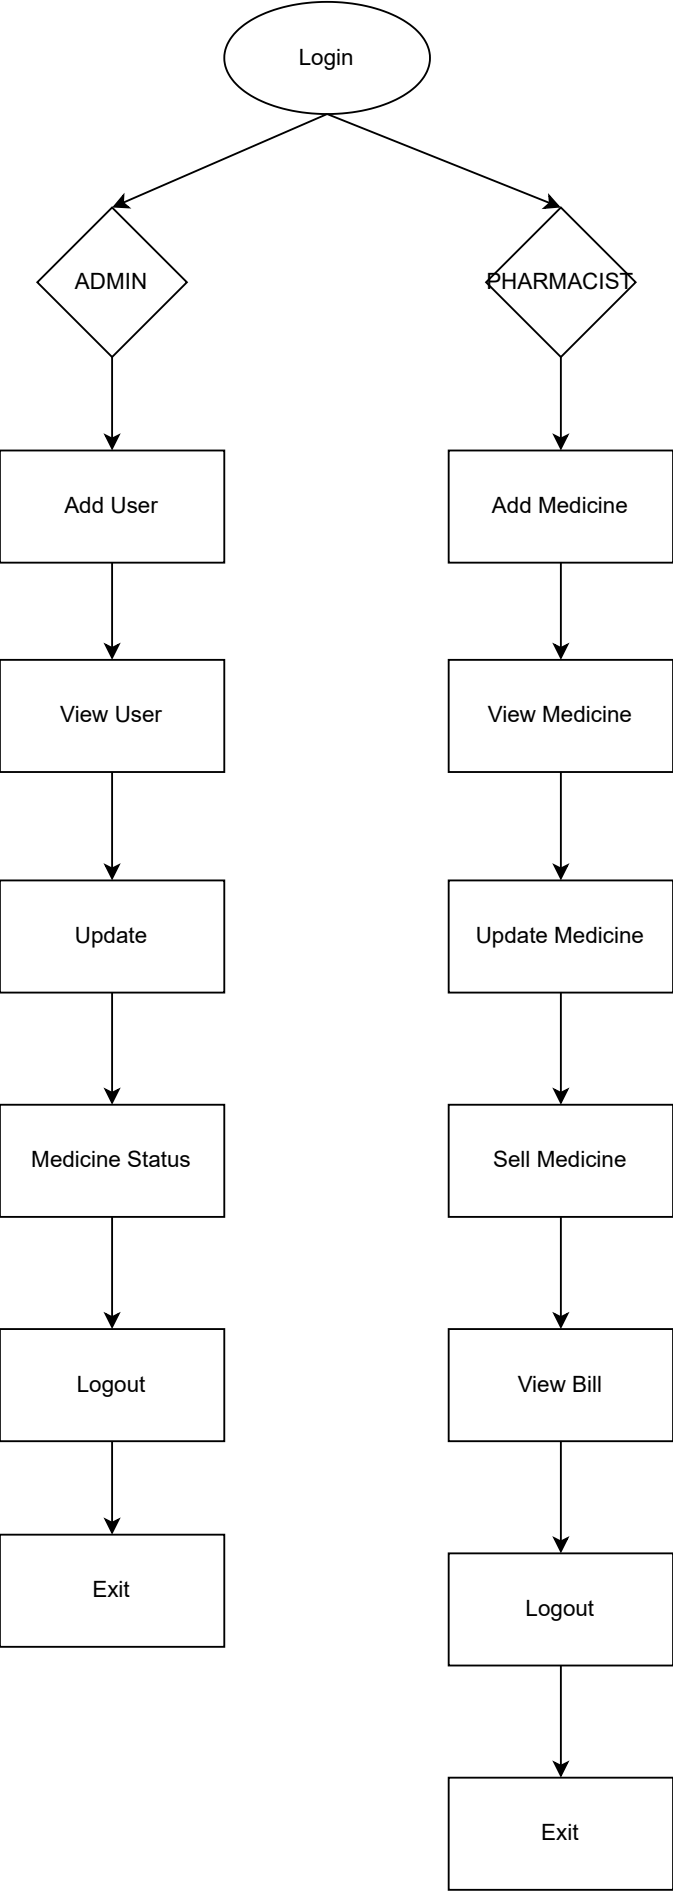 Login
ADMIN
PHARMACIST
Add User
Add Medicine
View User
View Medicine
Update
Update Medicine
Medicine Status
Sell Medicine
Logout
View Bill
Exit
Logout
Exit